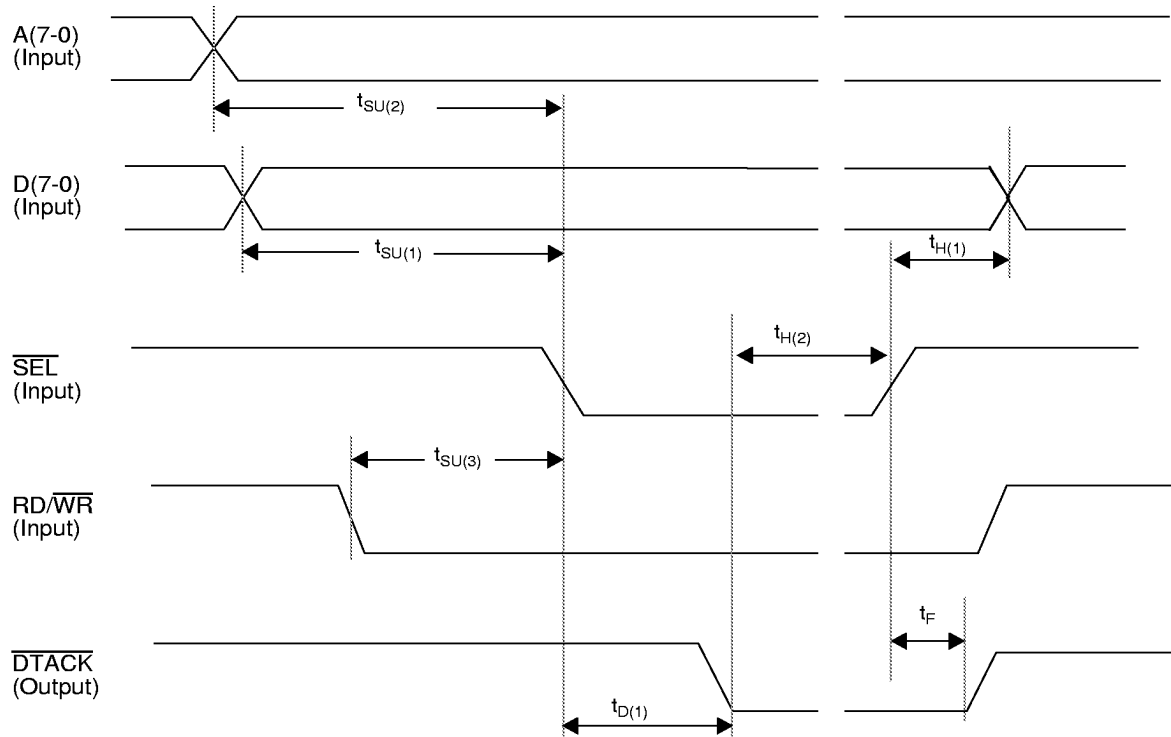 A(7-0)
(Input)
tSU(2)
D(7-0)
(Input)
tSU(1)
tH(1)
SEL
(Input)
tH(2)
tSU(3)
RD/WR
(Input)
tF
DTACK
(Output)
tD(1)